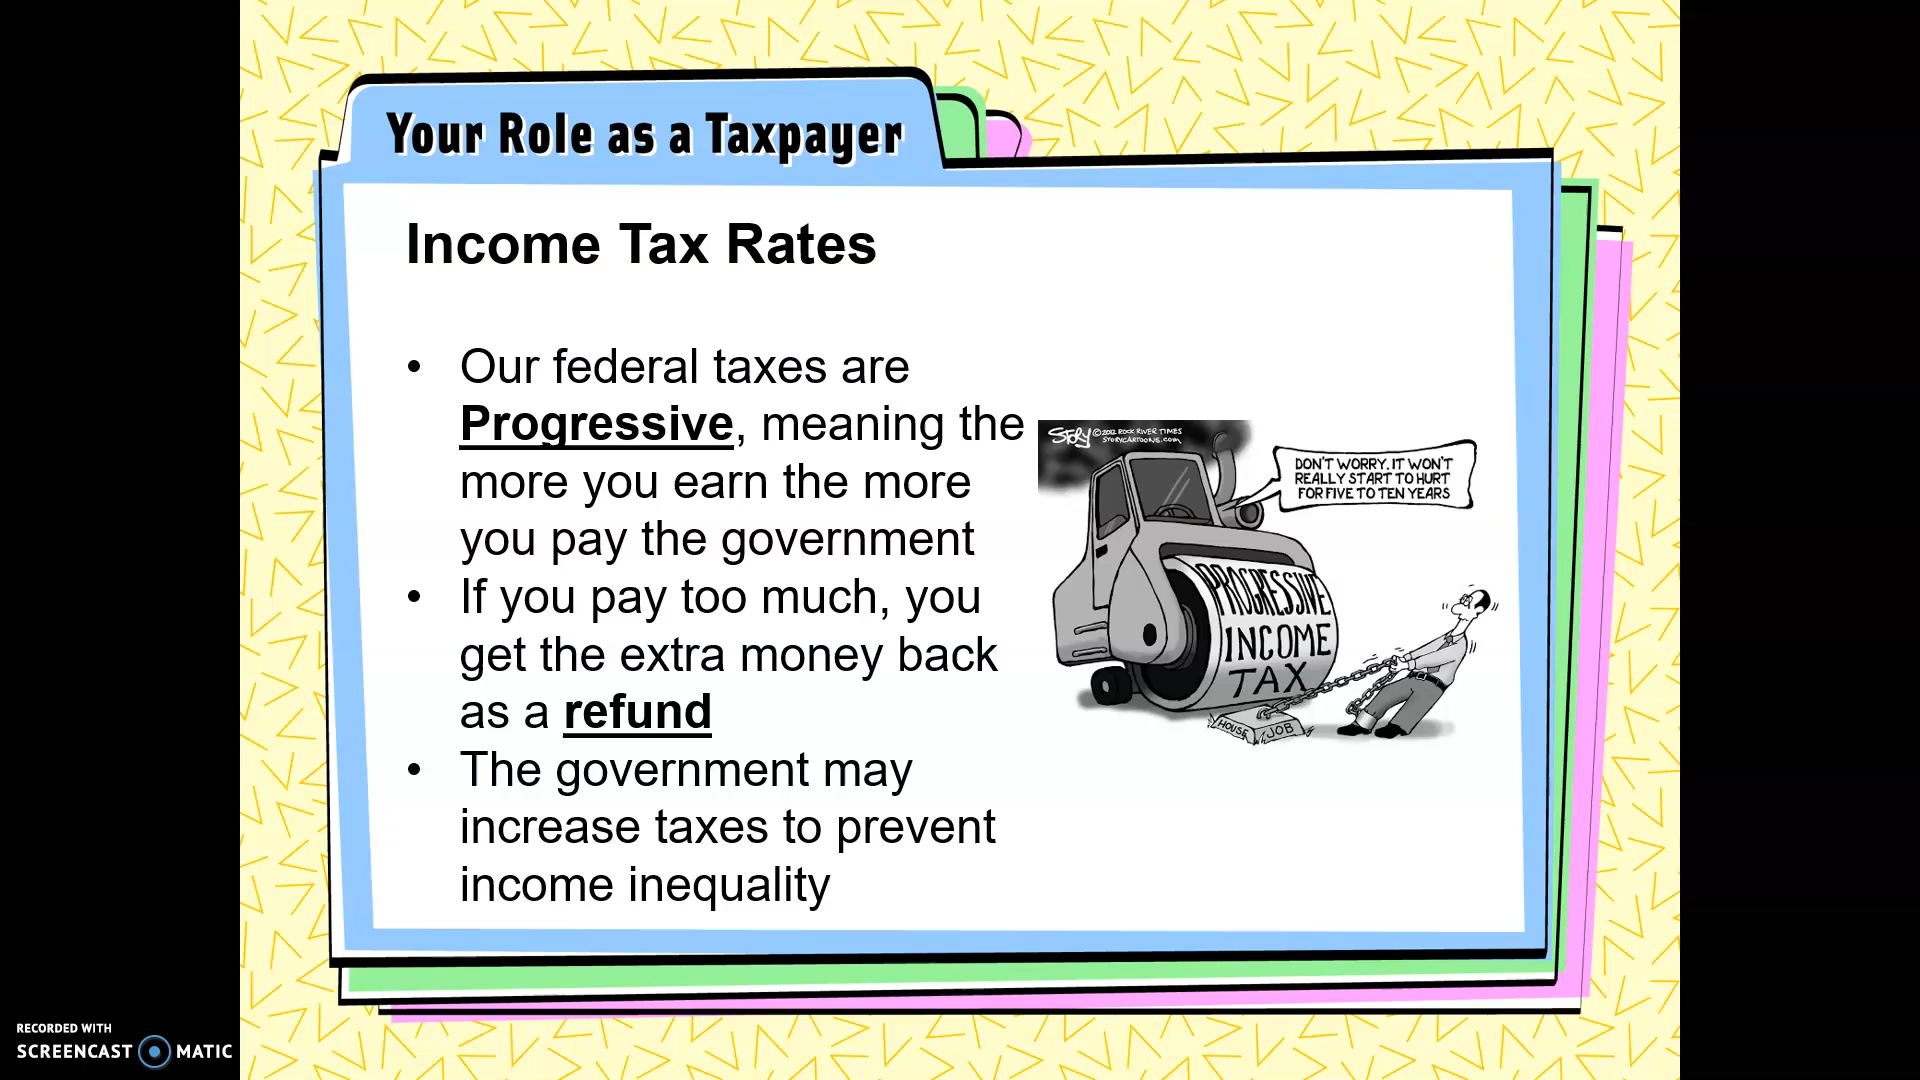 Your Role as a Taxpayer
Income Tax Rates
• Our federal taxes are
Progressive, meaning the
more you earn the more
you pay the government
• If you pay too much, you
get the extra money back
as a refund
• The government may
increase taxes to prevent
income inequality
STORY ©2012 ROCK RIVER TIMES
STORYCARTOONS.COM
DON'T WORRY. IT WON'T
REALLY START TO HURT
FOR FIVE TO TEN YEARS
PROGRESSIVE
INCOME
TAX
HOUSE JOB
RECORDED WITH
SCREENCAST MATIC